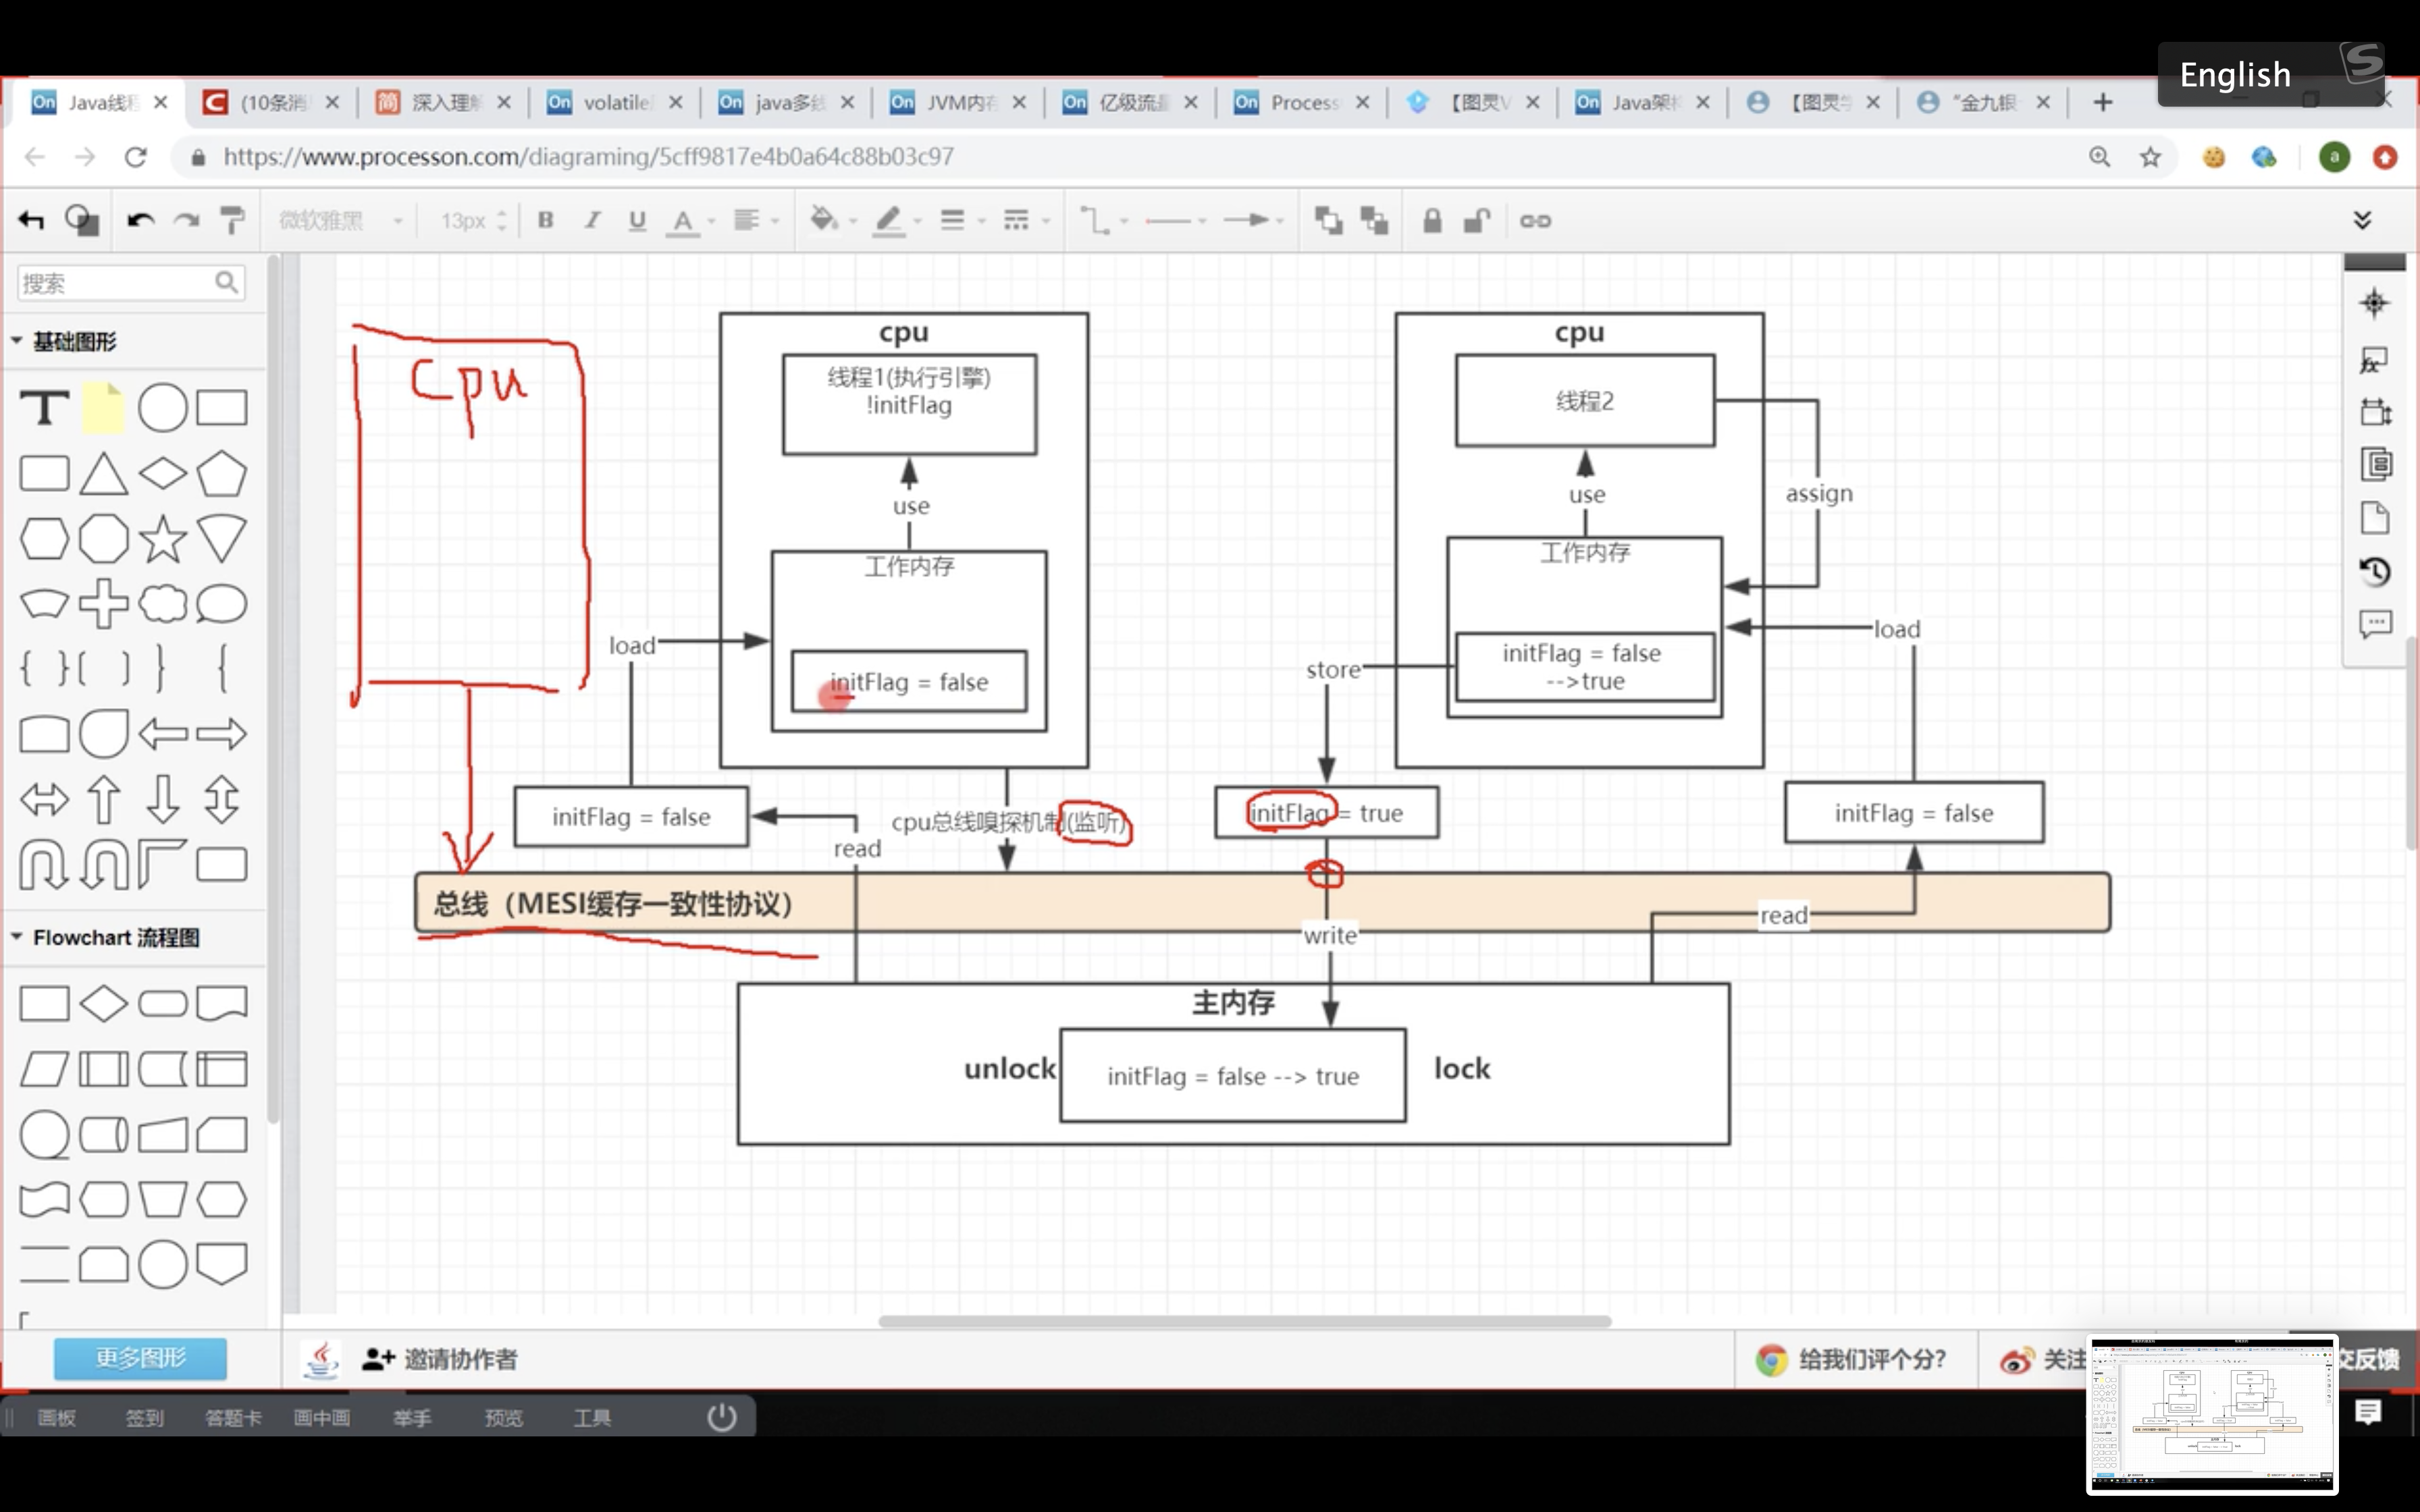 English
Java线程
(10条消
深入理解
volatile
java多线
JVM内存
亿级流量
Process
【图灵V
Java架构
【图灵学
“金九银
https://www.processon.com/diagraming/5cff9817e4b0a64c88b03c97
a
微软雅黑
13px
B I U A
搜索
基础图形
Flowchart 流程图
更多图形
Cpu
cpu
线程1(执行引擎)
!initFlag
use
工作内存
initFlag = false
load
initFlag = false
read
cpu总线嗅探机制(监听)
cpu
线程2
use
assign
工作内存
initFlag = false
-->true
store
load
initFlag = true
initFlag = false
总线（MESI缓存一致性协议）
write
read
主内存
unlock
initFlag = false --> true
lock
邀请协作者
给我们评个分?
关注
交反馈
画板
签到
答题卡
画中画
举手
预览
工具